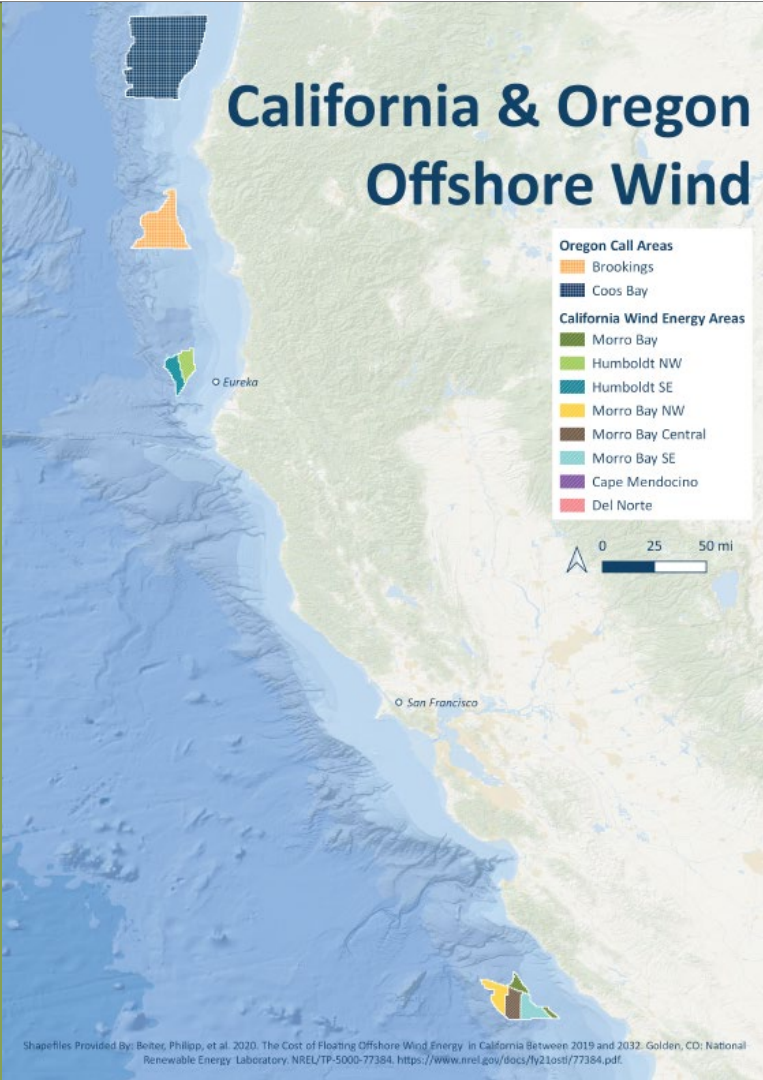 California & Oregon
Offshore Wind
Oregon Call Areas
Brookings
Coos Bay
California Wind Energy Areas
Morro Bay
Humboldt NW
Humboldt SE
Morro Bay NW
Morro Bay Central
Morro Bay SE
Cape Mendocino
Del Norte
0 25 50 mi
Eureka
San Francisco
Shapefiles Provided By: Beiter, Philipp, et al. 2020. The Cost of Floating Offshore Wind Energy in California Between 2019 and 2032. Golden, CO: National
Renewable Energy Laboratory. NREL/TP-5000-77384. https://www.nrel.gov/docs/fy21osti/77384.pdf.